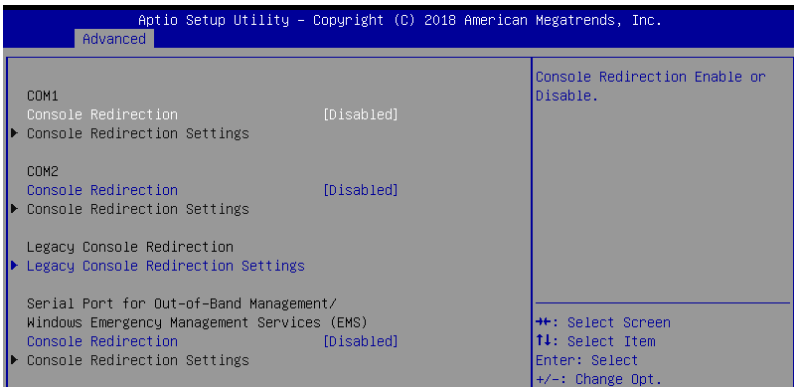 Aptio Setup Utility – Copyright (C) 2018 American Megatrends, Inc.
Advanced
COM1
Console Redirection [Disabled]
Console Redirection Settings
COM2
Console Redirection [Disabled]
Console Redirection Settings
Legacy Console Redirection
Legacy Console Redirection Settings
Serial Port for Out-of-Band Management/
Windows Emergency Management Services (EMS)
Console Redirection [Disabled]
Console Redirection Settings
Console Redirection Enable or
Disable.
→←: Select Screen
↑↓: Select Item
Enter: Select
+/-: Change Opt.